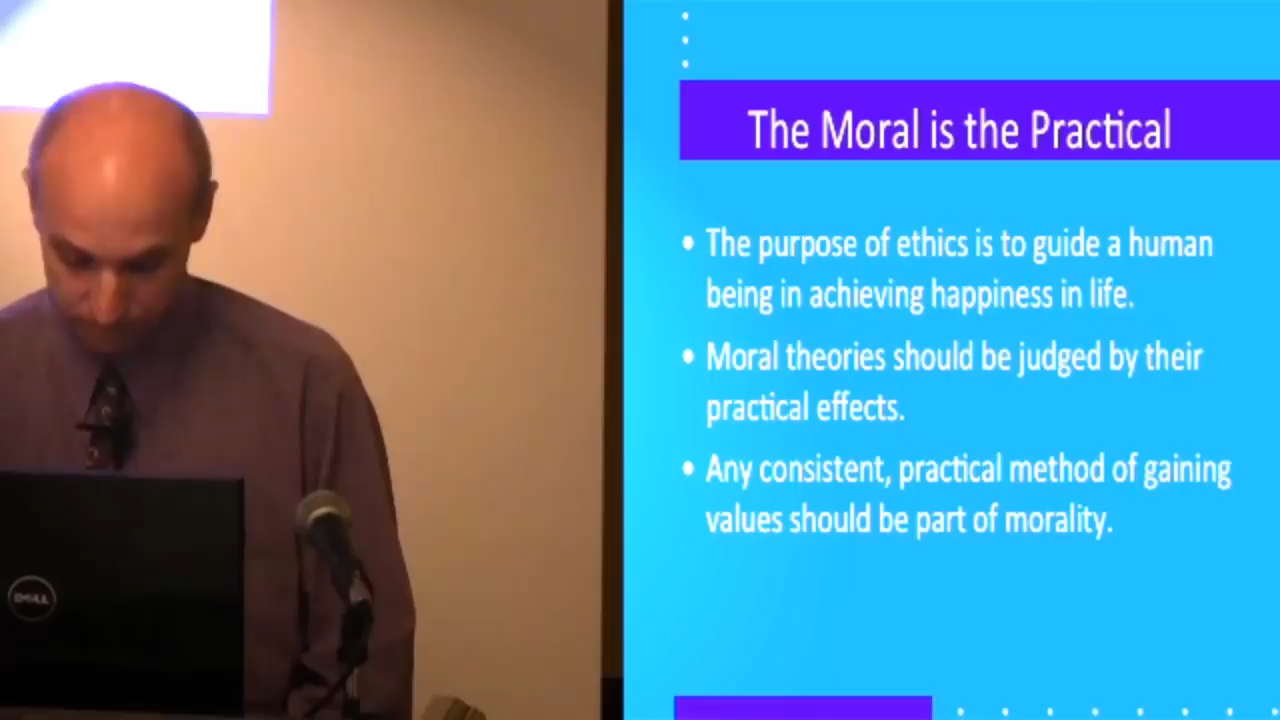 The Moral is the Practical
• The purpose of ethics is to guide a human
being in achieving happiness in life.
• Moral theories should be judged by their
practical effects.
• Any consistent, practical method of gaining
values should be part of morality.
DELL